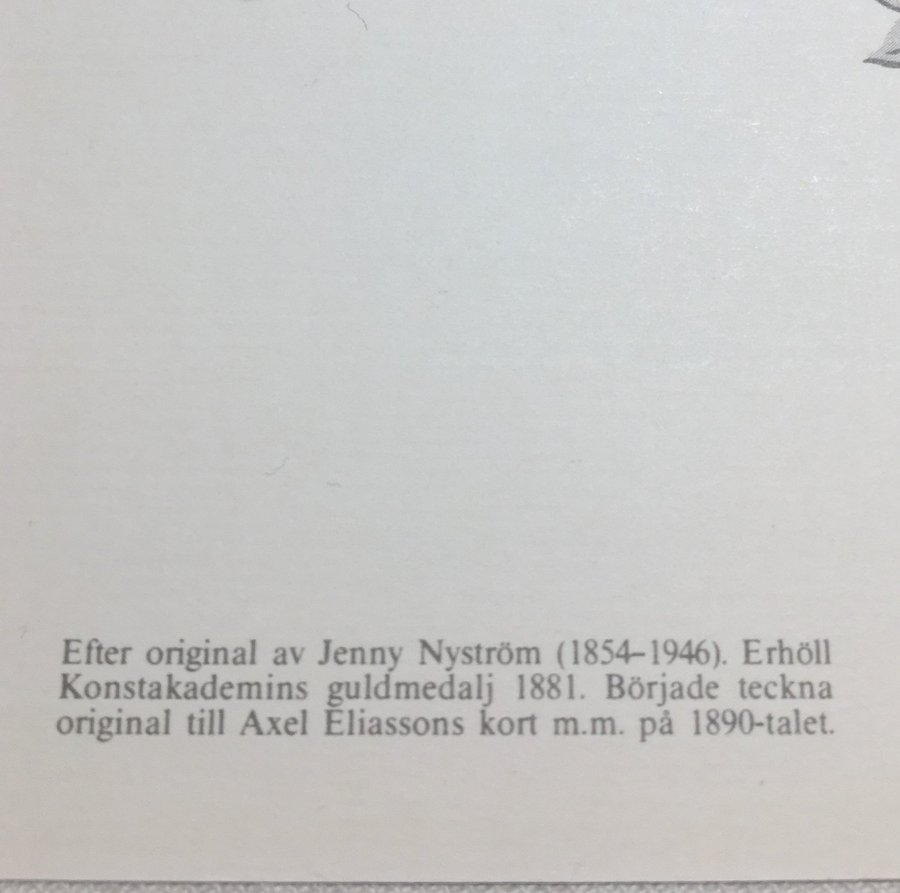 Efter original av Jenny Nyström (1854–1946). Erhöll
Konstakademins guldmedalj 1881. Började teckna
original till Axel Eliassons kort m.m. på 1890-talet.